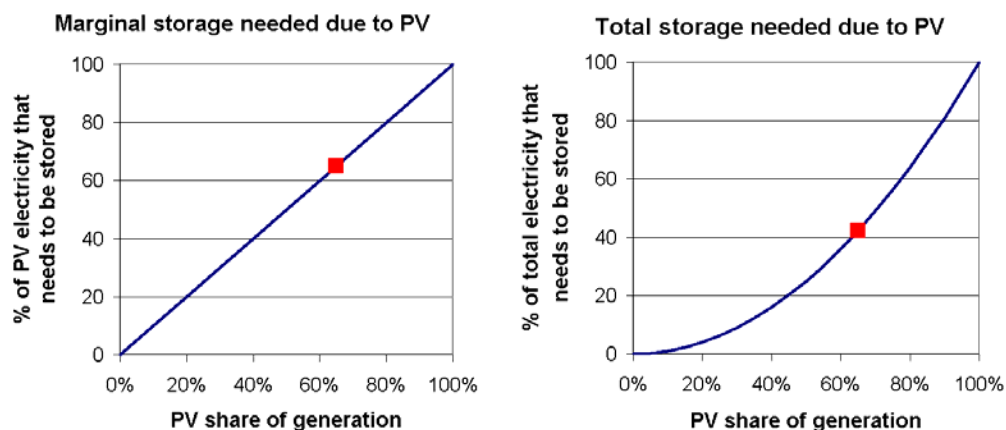 Marginal storage needed due to PV
% of PV electricity that
needs to be stored
100
80
60
40
20
0
0% 20% 40% 60% 80% 100%
PV share of generation
Total storage needed due to PV
% of total electricity that
needs to be stored
100
80
60
40
20
0
0% 20% 40% 60% 80% 100%
PV share of generation